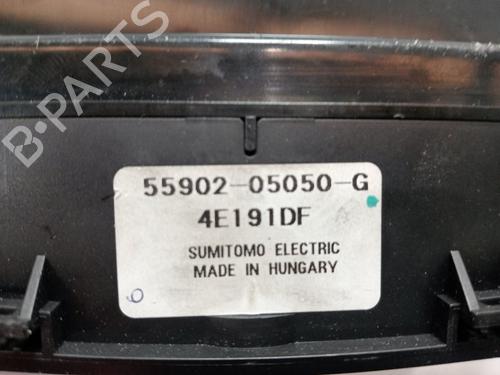 B-PARTS
55902-05050-G
4E191DF
SUMITOMO ELECTRIC
MADE IN HUNGARY